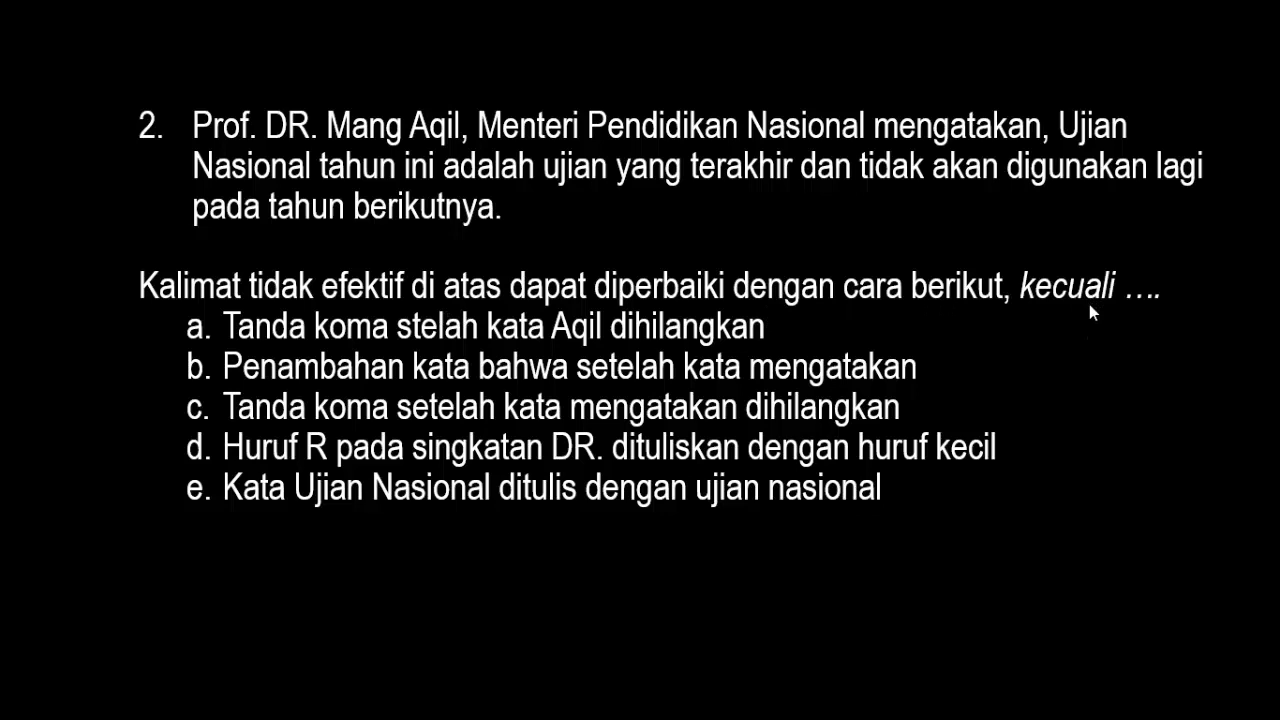 2. Prof. DR. Mang Aqil, Menteri Pendidikan Nasional mengatakan, Ujian
Nasional tahun ini adalah ujian yang terakhir dan tidak akan digunakan lagi
pada tahun berikutnya.
Kalimat tidak efektif di atas dapat diperbaiki dengan cara berikut, kecuali ….
a. Tanda koma stelah kata Aqil dihilangkan
b. Penambahan kata bahwa setelah kata mengatakan
c. Tanda koma setelah kata mengatakan dihilangkan
d. Huruf R pada singkatan DR. dituliskan dengan huruf kecil
e. Kata Ujian Nasional ditulis dengan ujian nasional